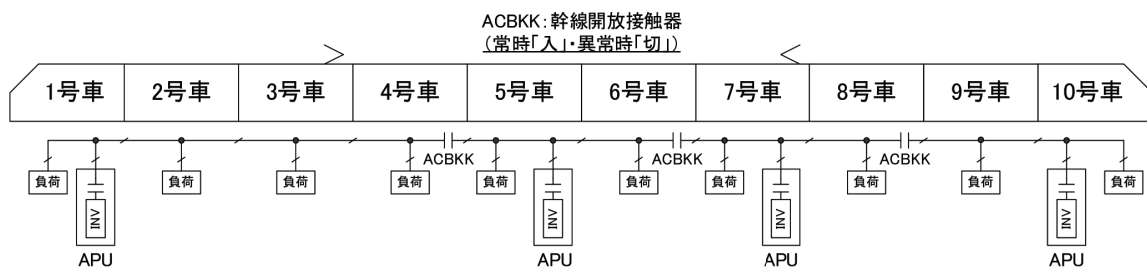 ACBKK:幹線開放接触器
(常時「入」・異常時「切」)
1号車 2号車 3号車 4号車 5号車 6号車 7号車 8号車 9号車 10号車
ACBKK ACBKK ACBKK
負荷 負荷 負荷 負荷 負荷 負荷 負荷 負荷 負荷 負荷
INV INV INV INV
APU APU APU APU